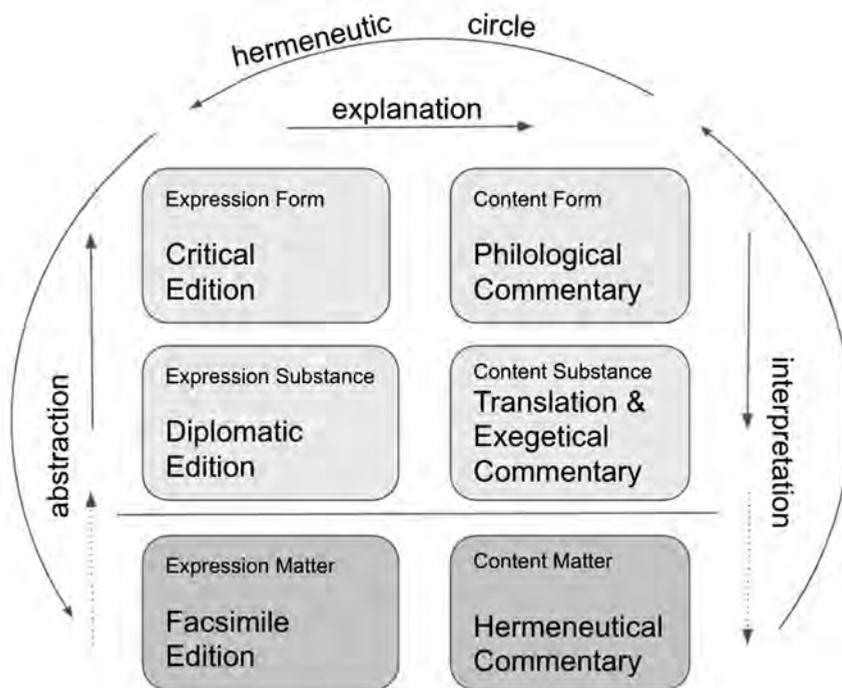 hermeneutic circle
explanation
Expression Form
Critical
Edition
Content Form
Philological
Commentary
abstraction
Expression Substance
Diplomatic
Edition
Content Substance
Translation &
Exegetical
Commentary
interpretation
Expression Matter
Facsimile
Edition
Content Matter
Hermeneutical
Commentary